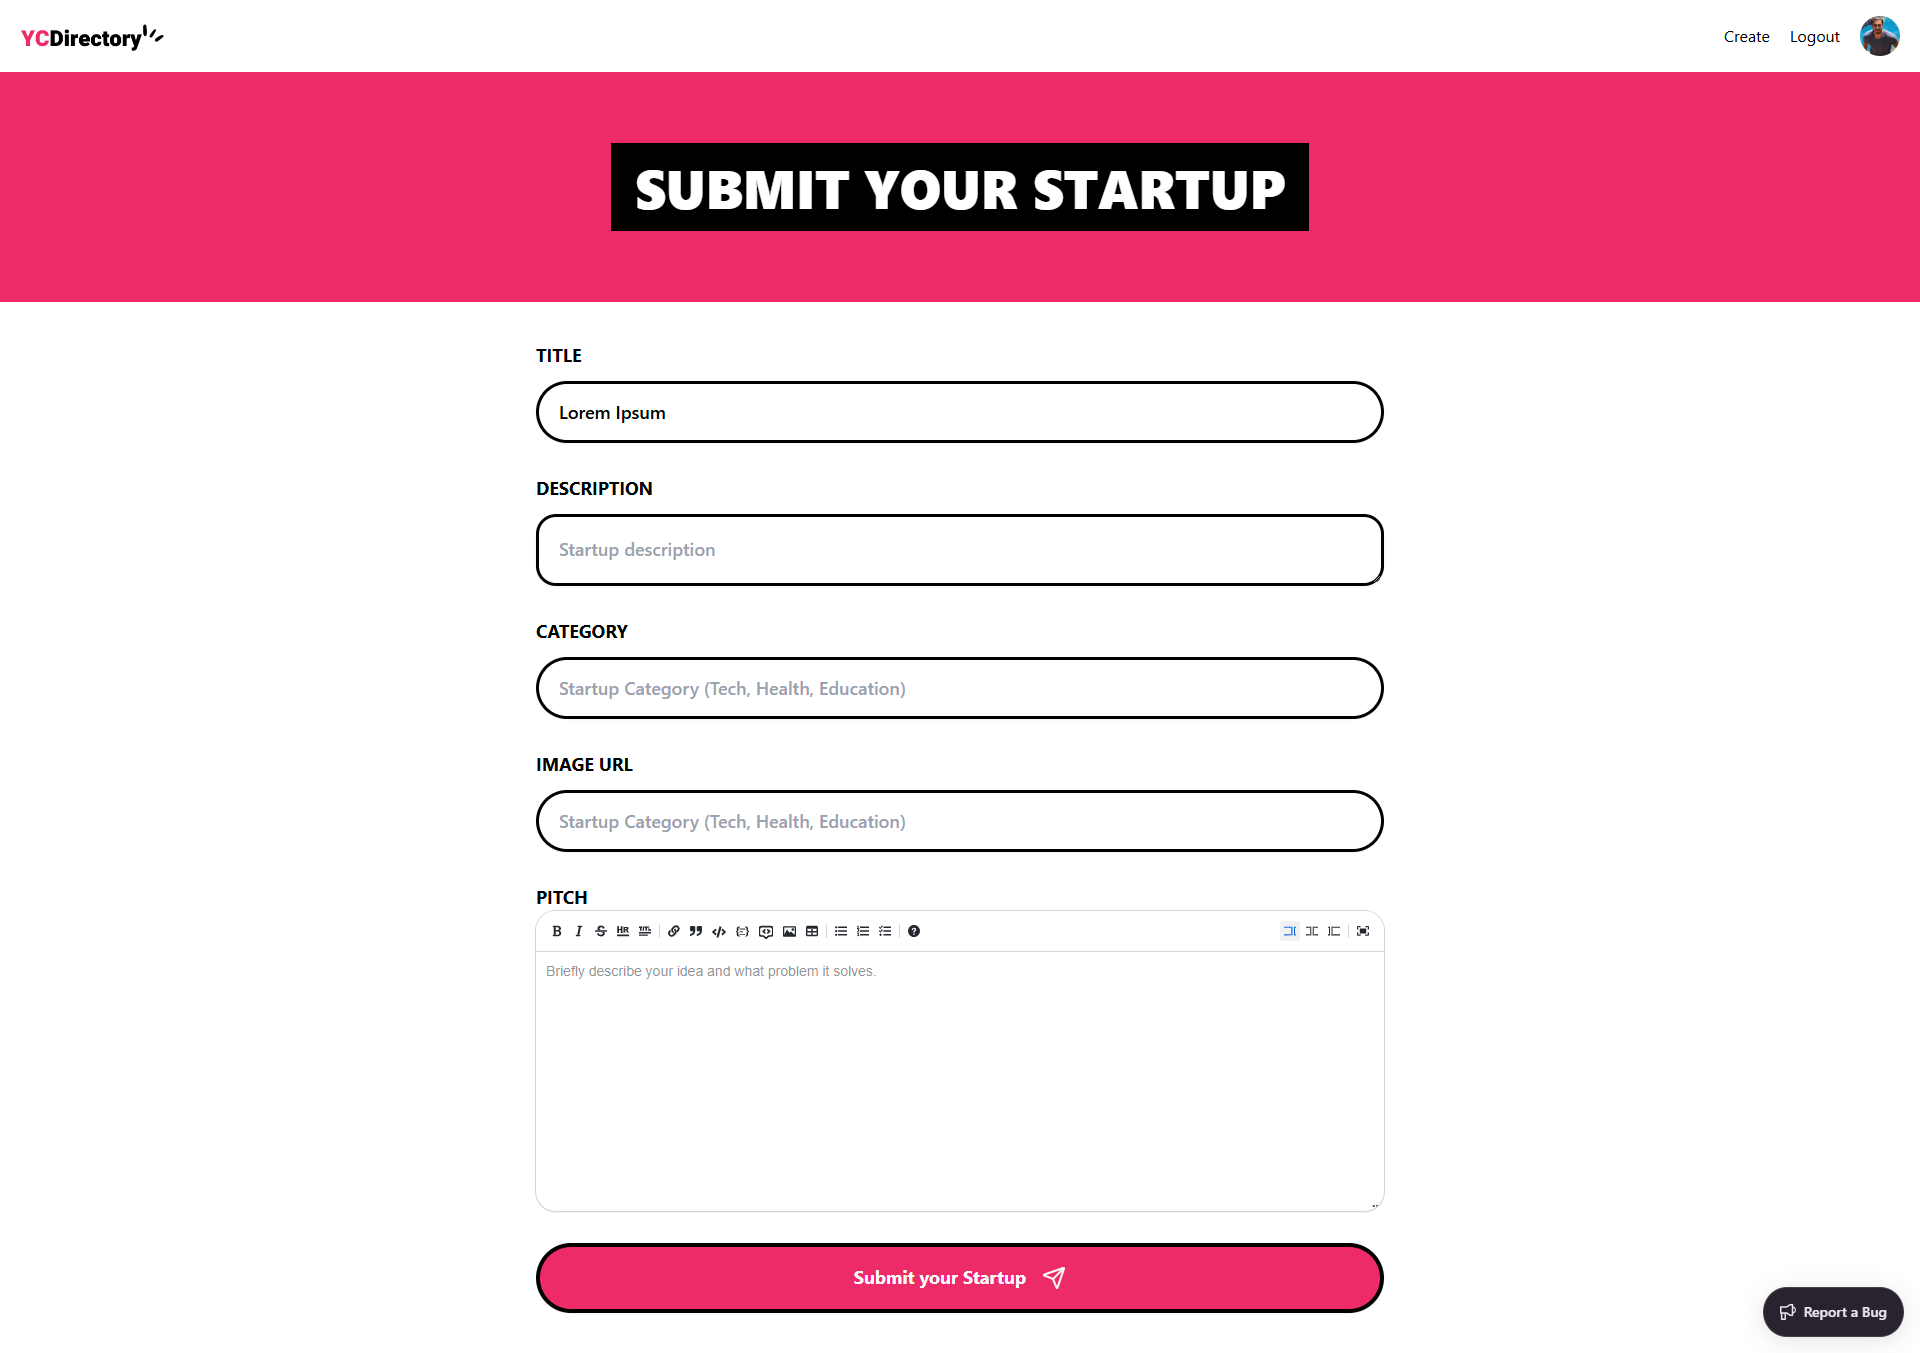 YCDirectory
Create Logout
SUBMIT YOUR STARTUP
TITLE
Lorem Ipsum
DESCRIPTION
Startup description
CATEGORY
Startup Category (Tech, Health, Education)
IMAGE URL
Startup Category (Tech, Health, Education)
PITCH
Briefly describe your idea and what problem it solves.
Submit your Startup
Report a Bug